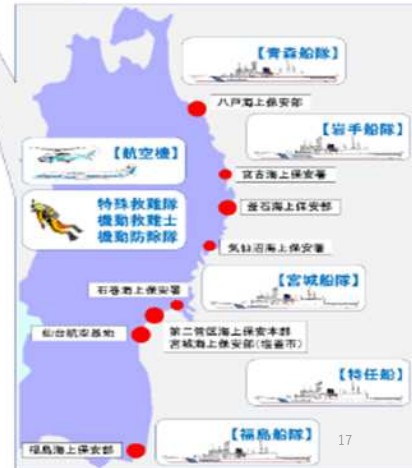 【青森船隊】
八戸海上保安部
【岩手船隊】
【航空機】
宮古海上保安署
特殊救難隊
機動救難士
機動防除隊
釜石海上保安部
気仙沼海上保安署
石巻海上保安署
【宮城船隊】
仙台航空基地
第二管区海上保安本部
宮城海上保安部(塩釜市)
【特任船】
【福島船隊】
福島海上保安部
17